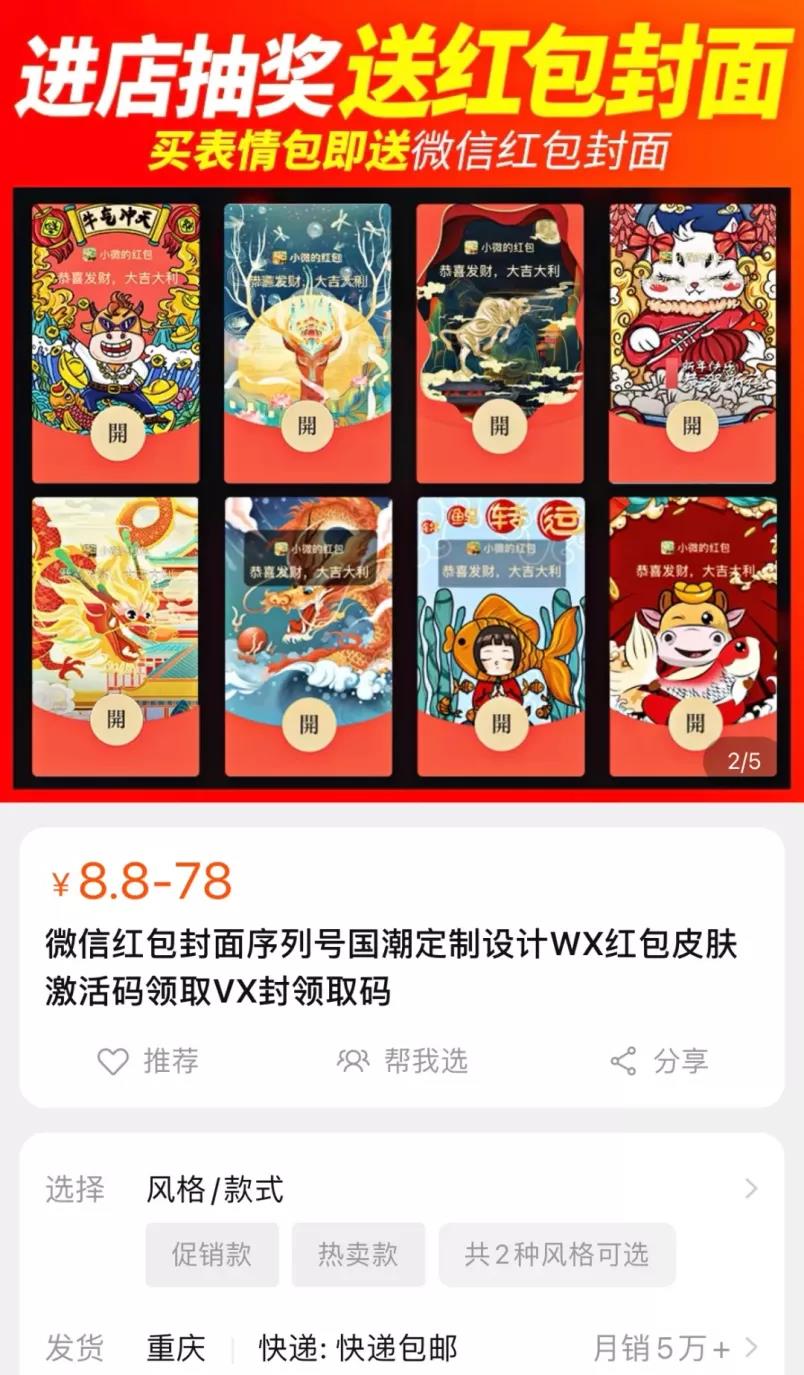 进店抽奖送红包封面
买表情包即送微信红包封面
牛气冲天
小微的红包
恭喜发财，大吉大利
開
小微的红包
恭喜发财，大吉大利
開
小微的红包
恭喜发财，大吉大利
開
新年快乐
開
開
小微的红包
恭喜发财，大吉大利
開
转运
小微的红包
恭喜发财，大吉大利
開
小微的红包
恭喜发财，大吉大利
開
2/5
¥8.8-78
微信红包封面序列号国潮定制设计WX红包皮肤
激活码领取VX封领取码
推荐 帮我选 分享
选择 风格/款式
促销款 热卖款 共2种风格可选
发货 重庆 快递: 快递包邮 月销5万+